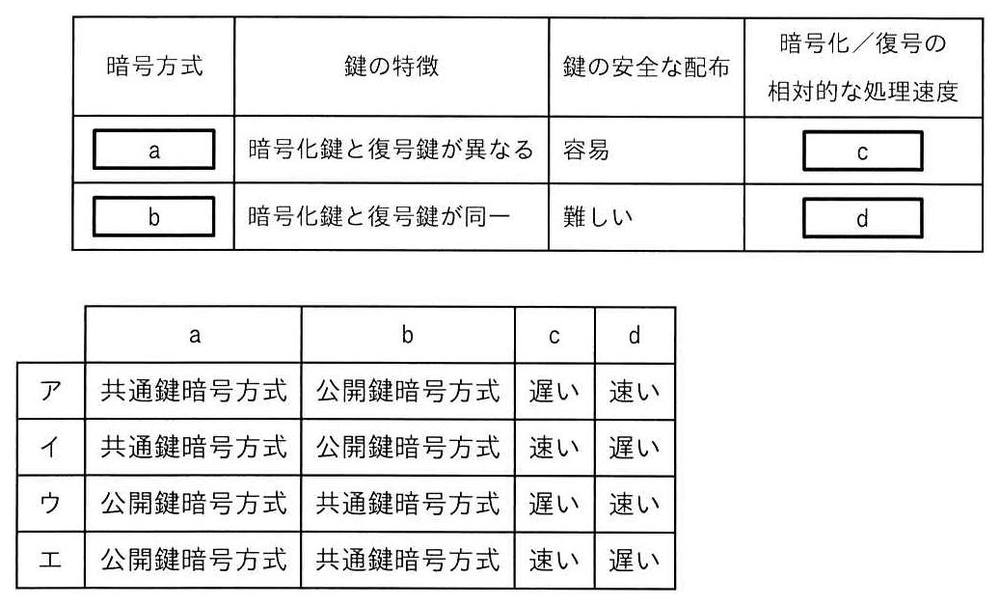 暗号方式 鍵の特徴 鍵の安全な配布 暗号化／復号の
相対的な処理速度
a 暗号化鍵と復号鍵が異なる 容易 c
b 暗号化鍵と復号鍵が同一 難しい d
a b c d
ア 共通鍵暗号方式 公開鍵暗号方式 遅い 速い
イ 共通鍵暗号方式 公開鍵暗号方式 速い 遅い
ウ 公開鍵暗号方式 共通鍵暗号方式 遅い 速い
エ 公開鍵暗号方式 共通鍵暗号方式 速い 遅い